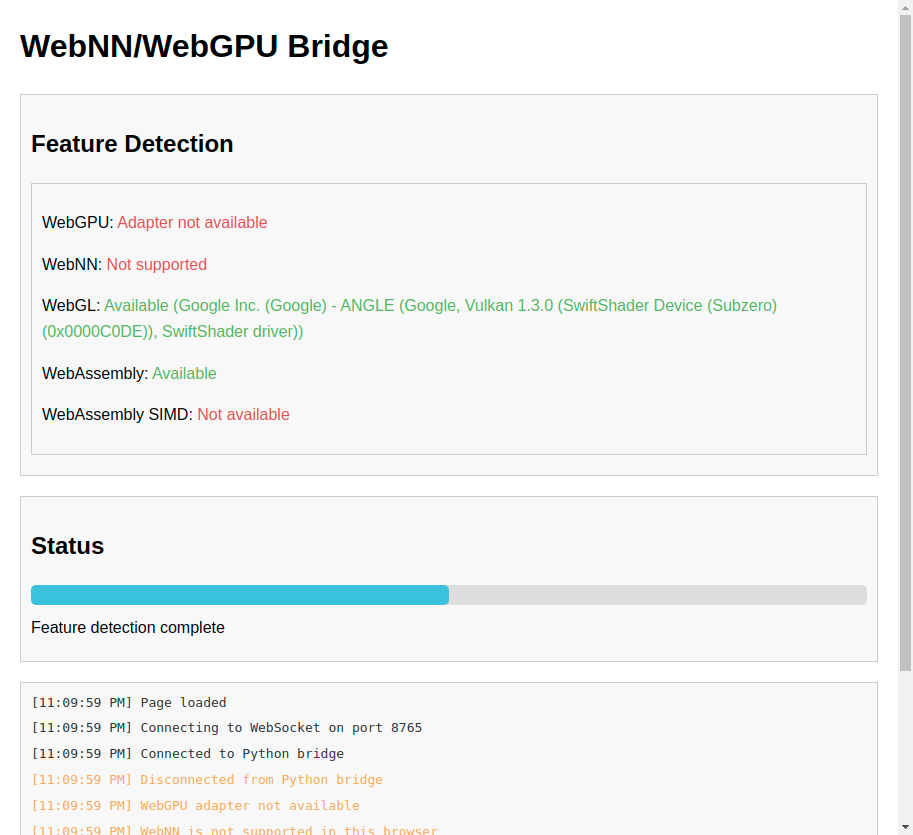 WebNN/WebGPU Bridge
Feature Detection
WebGPU: Adapter not available
WebNN: Not supported
WebGL: Available (Google Inc. (Google) - ANGLE (Google, Vulkan 1.3.0 (SwiftShader Device (Subzero)
(0x0000C0DE)), SwiftShader driver))
WebAssembly: Available
WebAssembly SIMD: Not available
Status
Feature detection complete
[11:09:59 PM] Page loaded
[11:09:59 PM] Connecting to WebSocket on port 8765
[11:09:59 PM] Connected to Python bridge
[11:09:59 PM] Disconnected from Python bridge
[11:09:59 PM] WebGPU adapter not available
[11:09:59 PM] WebNN is not supported in this browser